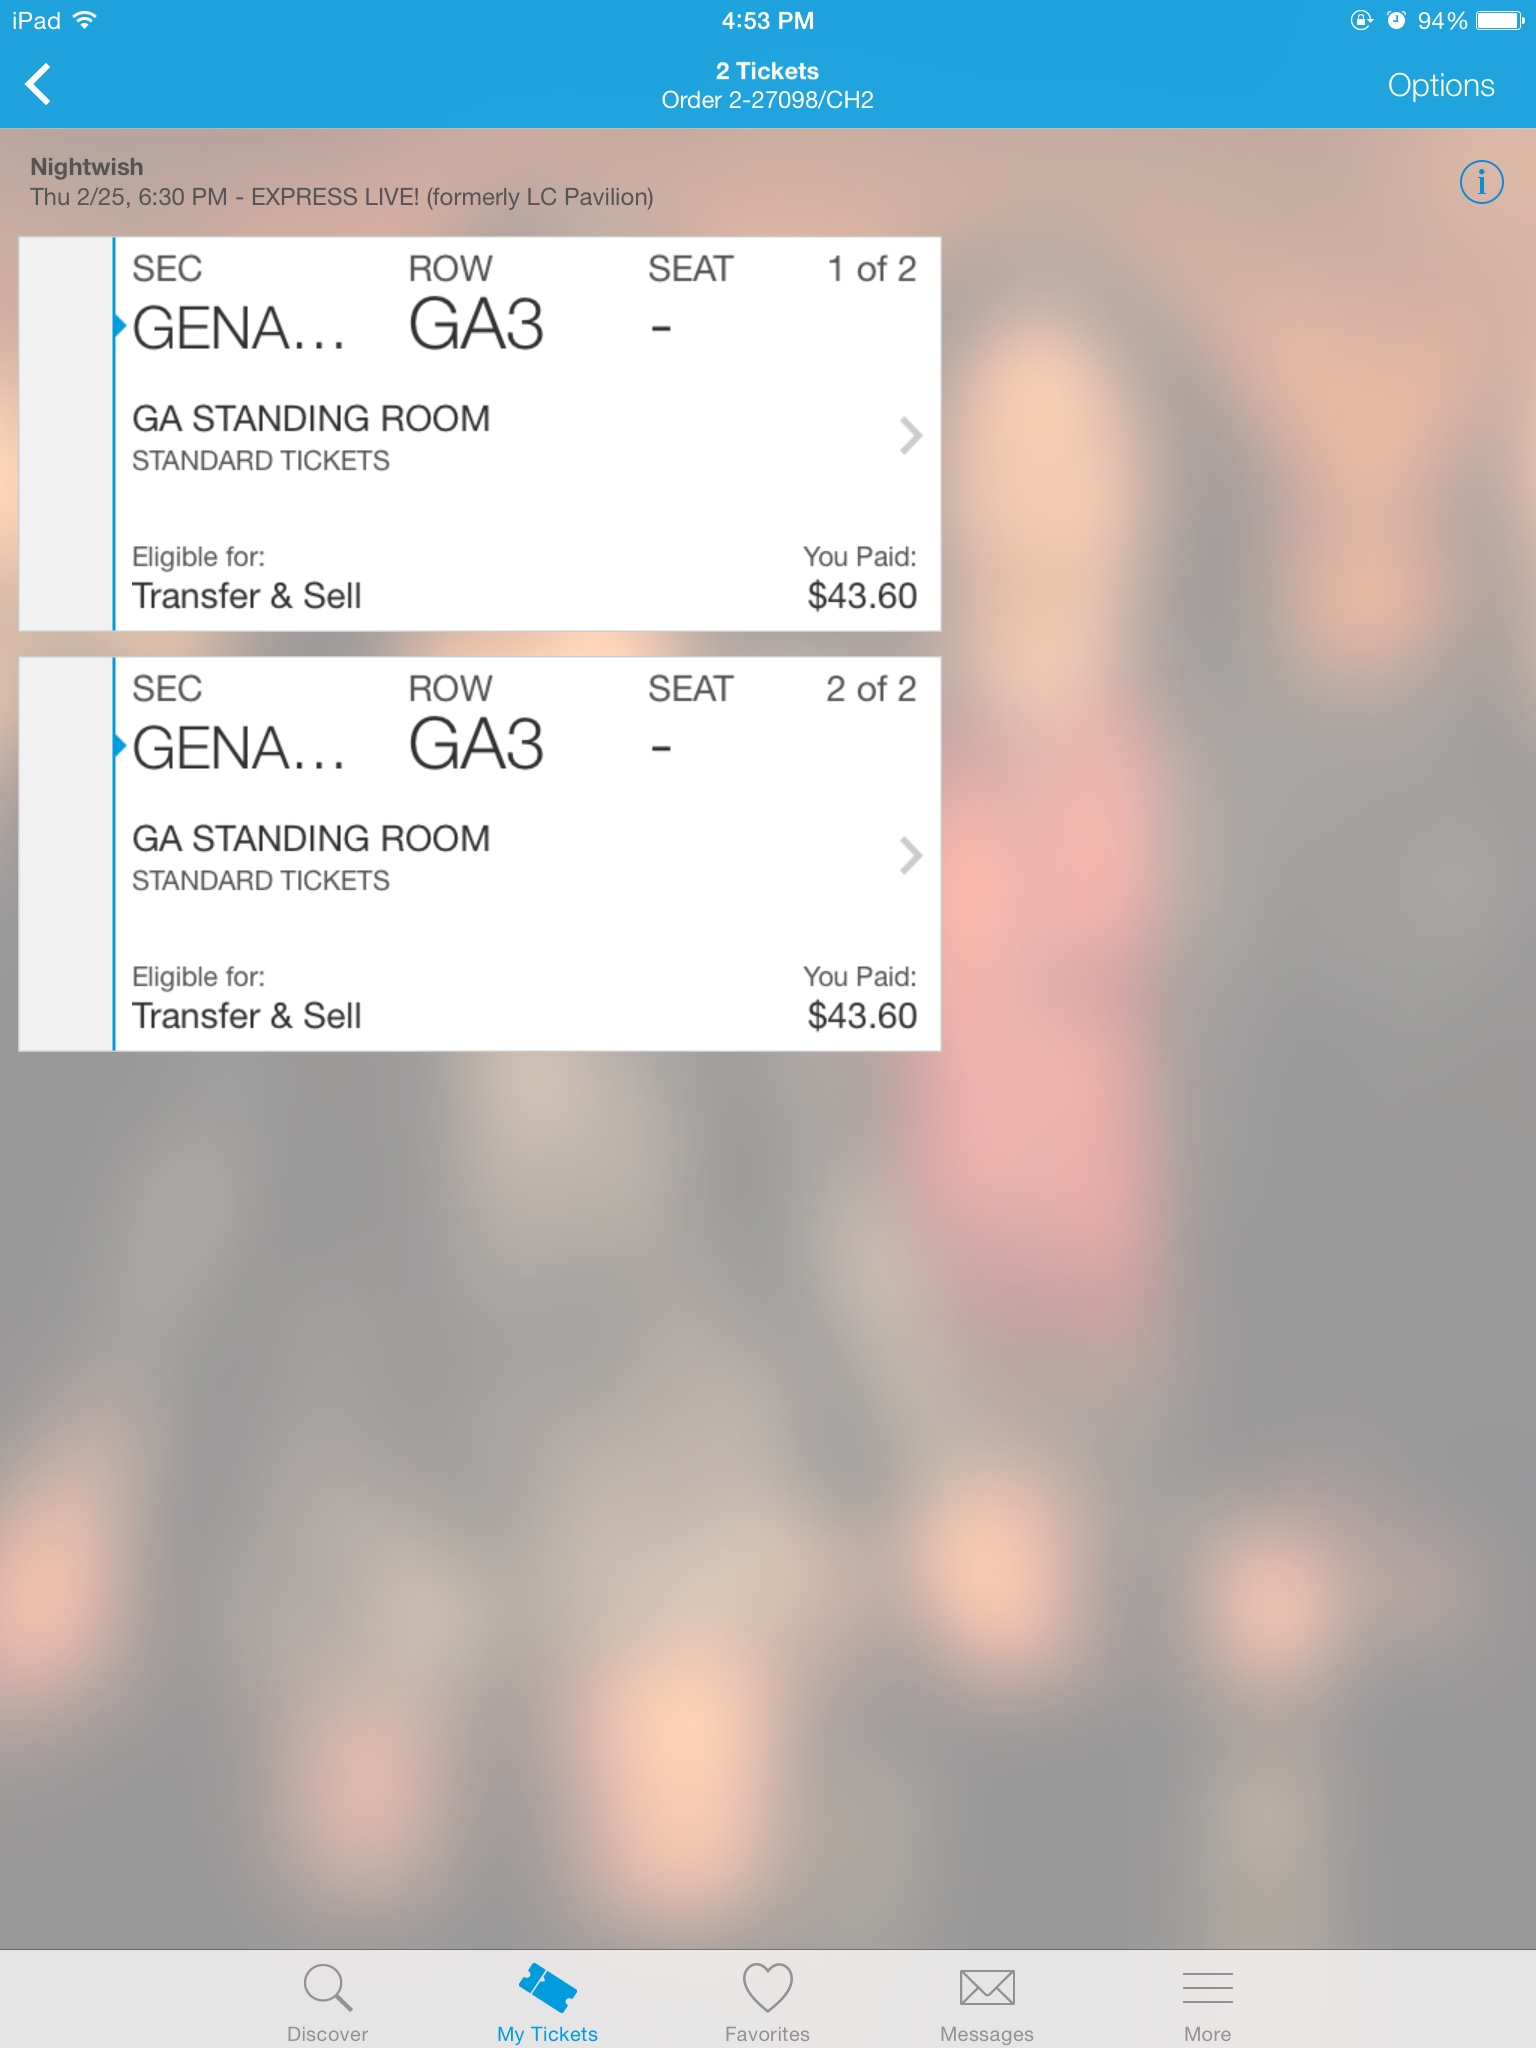 iPad 4:53 PM 94%
2 Tickets
Order 2-27098/CH2
Options
Nightwish
Thu 2/25, 6:30 PM - EXPRESS LIVE! (formerly LC Pavilion)
SEC ROW SEAT 1 of 2
GENA... GA3 -
GA STANDING ROOM
STANDARD TICKETS
Eligible for: You Paid:
Transfer & Sell $43.60
SEC ROW SEAT 2 of 2
GENA... GA3 -
GA STANDING ROOM
STANDARD TICKETS
Eligible for: You Paid:
Transfer & Sell $43.60
Discover My Tickets Favorites Messages More